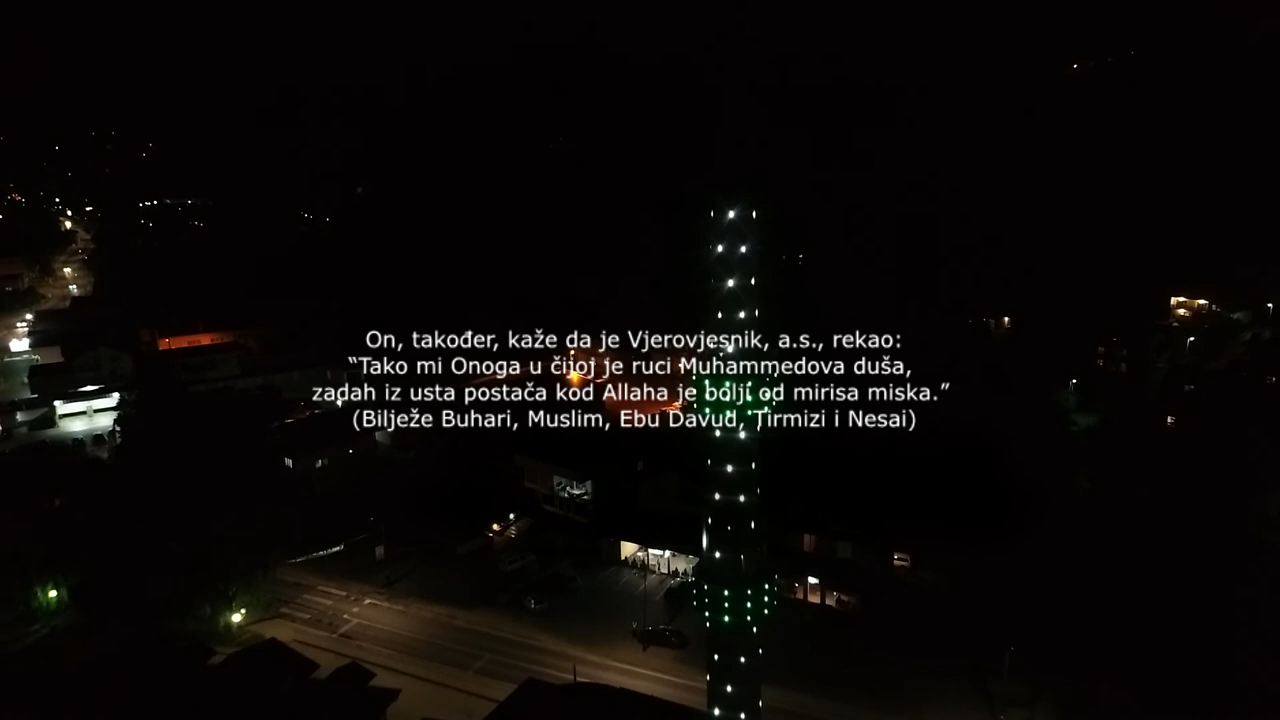 On, također, kaže da je Vjerovjesnik, a.s., rekao:
“Tako mi Onoga u čijoj je ruci Muhammedova duša,
zadah iz usta postača kod Allaha je bolji od mirisa miska.”
(Bilježe Buhari, Muslim, Ebu Davud, Tirmizi i Nesai)